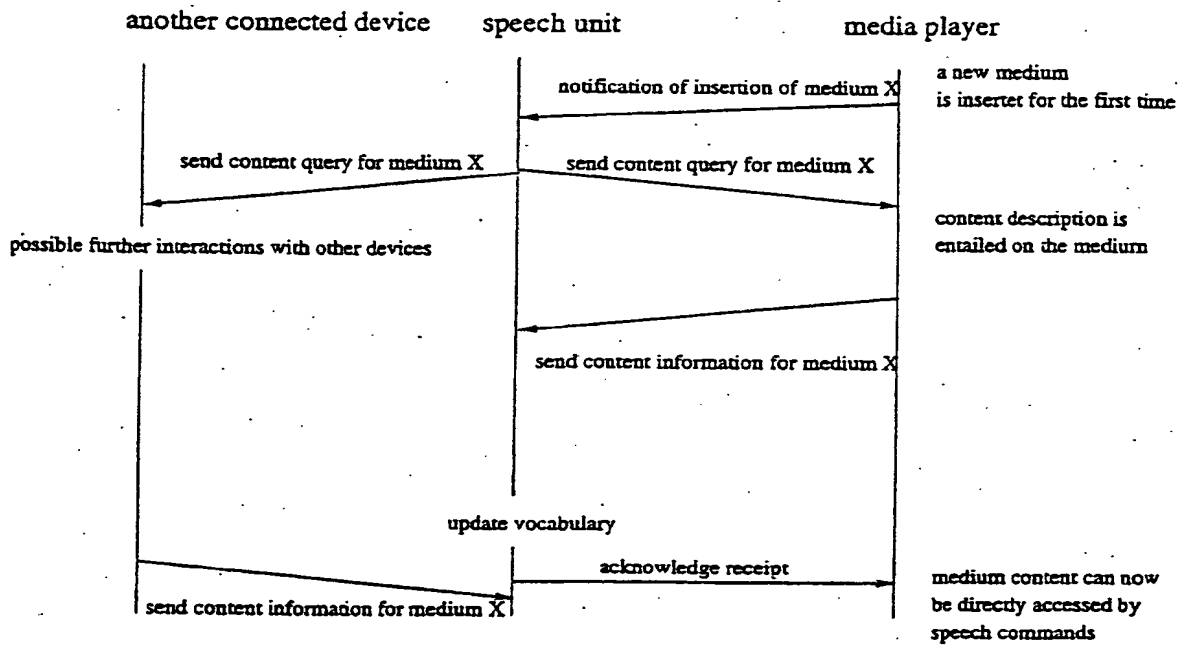 another connected device
speech unit
media player
notification of insertion of medium X
a new medium
is insertet for the first time
send content query for medium X
send content query for medium X
possible further interactions with other devices
content description is
entailed on the medium
send content information for medium X
update vocabulary
acknowledge receipt
send content information for medium X
medium content can now
be directly accessed by
speech commands